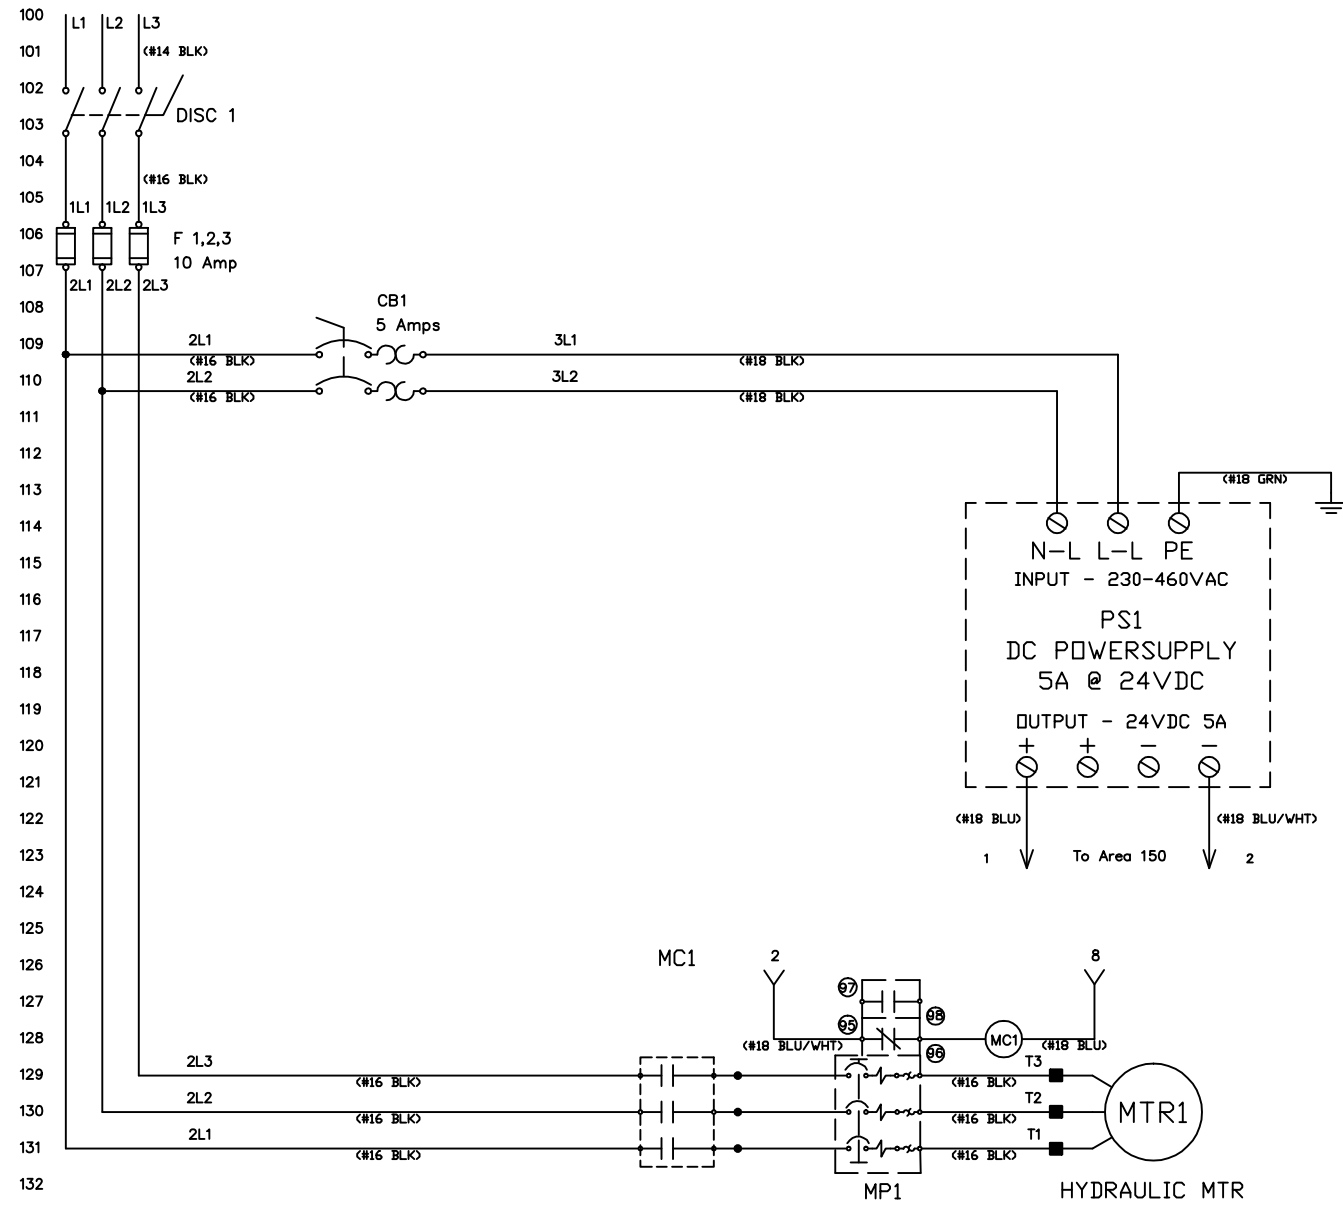 100
L1 L2 L3
101
(#14 BLK)
102
103
DISC 1
104
(#16 BLK)
105
1L1 1L2 1L3
106
F 1,2,3
10 Amp
107
2L1 2L2 2L3
108
CB1
5 Amps
109
2L1
(#16 BLK)
3L1
(#18 BLK)
110
2L2
(#16 BLK)
3L2
(#18 BLK)
111
112
113
(#18 GRN)
114
N-L L-L PE
115
INPUT - 230-460VAC
116
PS1
117
DC POWERSUPPLY
118
5A @ 24VDC
119
OUTPUT - 24VDC 5A
120
+ + - -
121
122
(#18 BLU)
(#18 BLU/WHT)
123
1 To Area 150 2
124
125
126
MC1
2
8
127
97
98
128
95
96
(#18 BLU/WHT)
MC1
(#18 BLU)
129
2L3
(#16 BLK)
(#16 BLK)
T3
130
2L2
(#16 BLK)
(#16 BLK)
T2
MTR1
131
2L1
(#16 BLK)
(#16 BLK)
T1
132
MP1
HYDRAULIC MTR